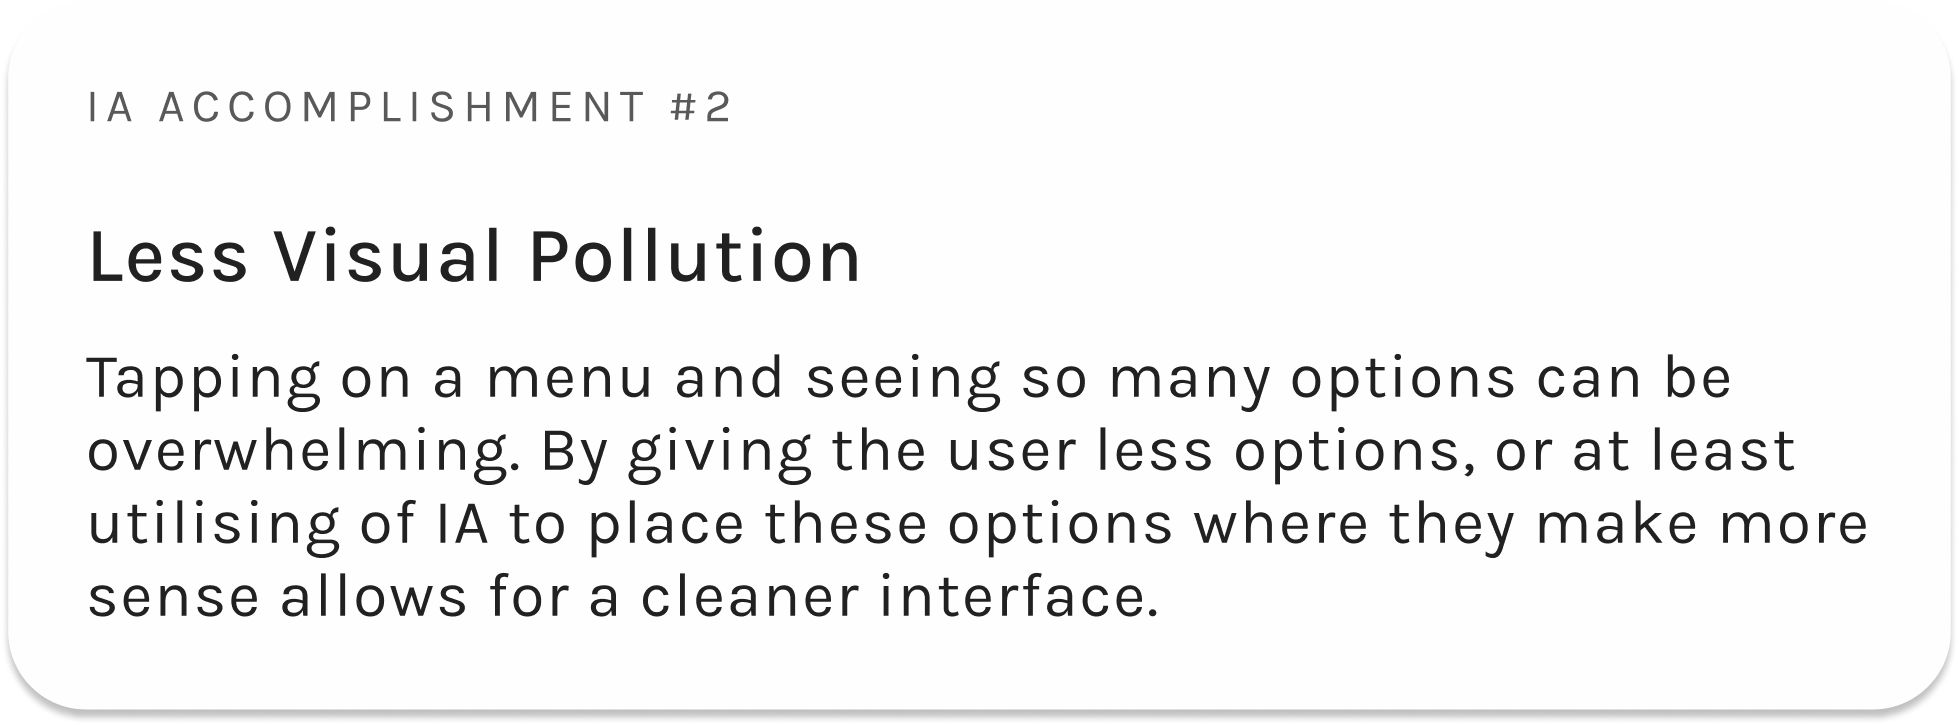 IA ACCOMPLISHMENT #2
Less Visual Pollution
Tapping on a menu and seeing so many options can be
overwhelming. By giving the user less options, or at least
utilising of IA to place these options where they make more
sense allows for a cleaner interface.